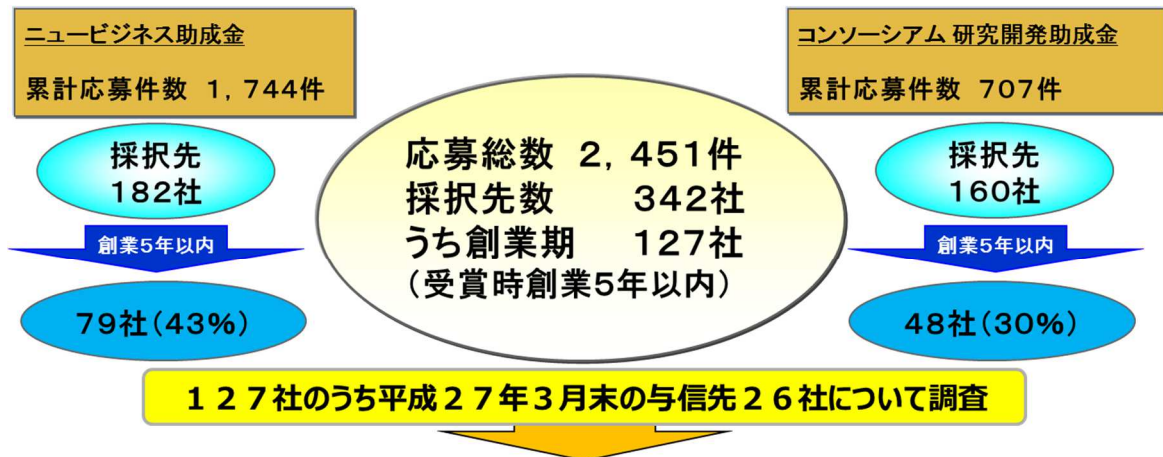 ニュービジネス助成金
累計応募件数 1,744件
採択先
182社
創業5年以内
79社(43%)
応募総数 2,451件
採択先数 342社
うち創業期 127社
(受賞時創業5年以内)
コンソーシアム 研究開発助成金
累計応募件数 707件
採択先
160社
創業5年以内
48社(30%)
127社のうち平成27年3月末の与信先26社について調査